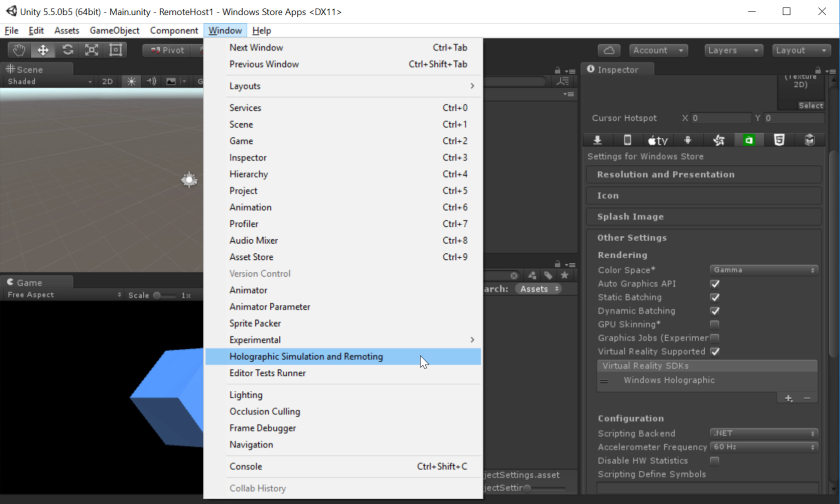 Unity 5.5.0b5 (64bit) - Main.unity - RemoteHost1 - Windows Store Apps <DX11>
File Edit Assets GameObject Component Window Help
Pivot Account Layers Layout
Scene
Shaded 2D
Game
Free Aspect Scale 1x
Next Window Ctrl+Tab
Previous Window Ctrl+Shift+Tab
Layouts
Services Ctrl+0
Scene Ctrl+1
Game Ctrl+2
Inspector Ctrl+3
Hierarchy Ctrl+4
Project Ctrl+5
Animation Ctrl+6
Profiler Ctrl+7
Audio Mixer Ctrl+8
Asset Store Ctrl+9
Version Control
Animator
Animator Parameter
Sprite Packer
Experimental
Holographic Simulation and Remoting
Editor Tests Runner
Lighting
Occlusion Culling
Frame Debugger
Navigation
Console Ctrl+Shift+C
Collab History
arch: Assets
jectSettings.asset
jectSettin
Inspector
(Texture
2D)
Select
Cursor Hotspot X 0 Y 0
tv
Settings for Windows Store
Resolution and Presentation
Icon
Splash Image
Other Settings
Rendering
Color Space* Gamma
Auto Graphics API
Static Batching
Dynamic Batching
GPU Skinning*
Graphics Jobs (Experimer
Virtual Reality Supported
Virtual Reality SDKs
Windows Holographic
Configuration
Scripting Backend .NET
Accelerometer Frequency 60 Hz
Disable HW Statistics
Scripting Define Symbols